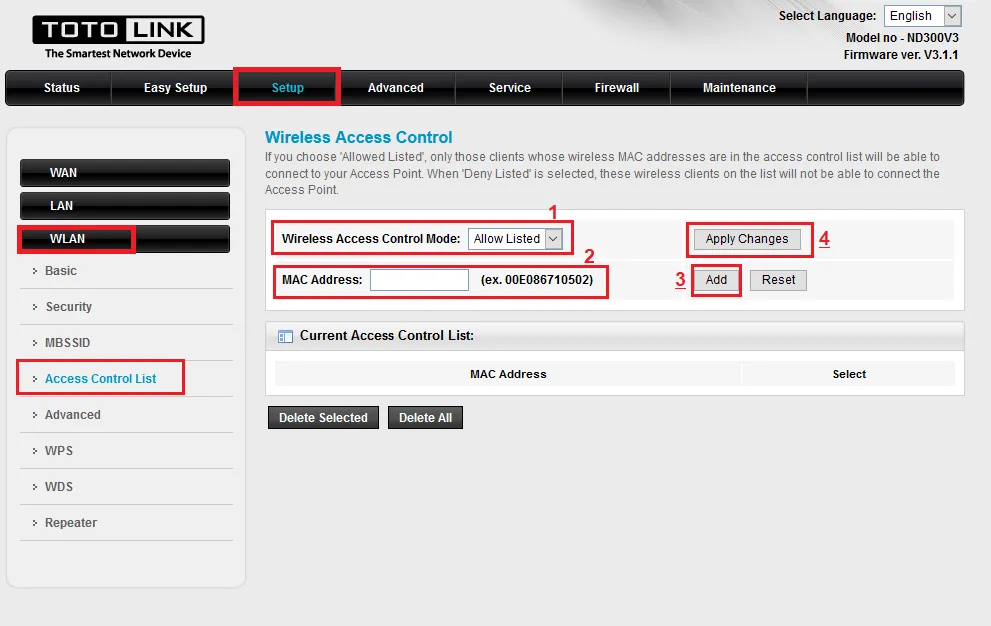 Select Language: English
TOTO LINK
The Smartest Network Device
Model no - ND300V3
Firmware ver. V3.1.1
Status Easy Setup Setup Advanced Service Firewall Maintenance
WAN
LAN
WLAN
Basic
Security
MBSSID
Access Control List
Advanced
WPS
WDS
Repeater
Wireless Access Control
If you choose 'Allowed Listed', only those clients whose wireless MAC addresses are in the access control list will be able to
connect to your Access Point. When 'Deny Listed' is selected, these wireless clients on the list will not be able to connect the
Access Point.
1
Wireless Access Control Mode: Allow Listed Apply Changes 4
2
MAC Address: (ex. 00E086710502) 3 Add Reset
Current Access Control List:
MAC Address Select
Delete Selected Delete All